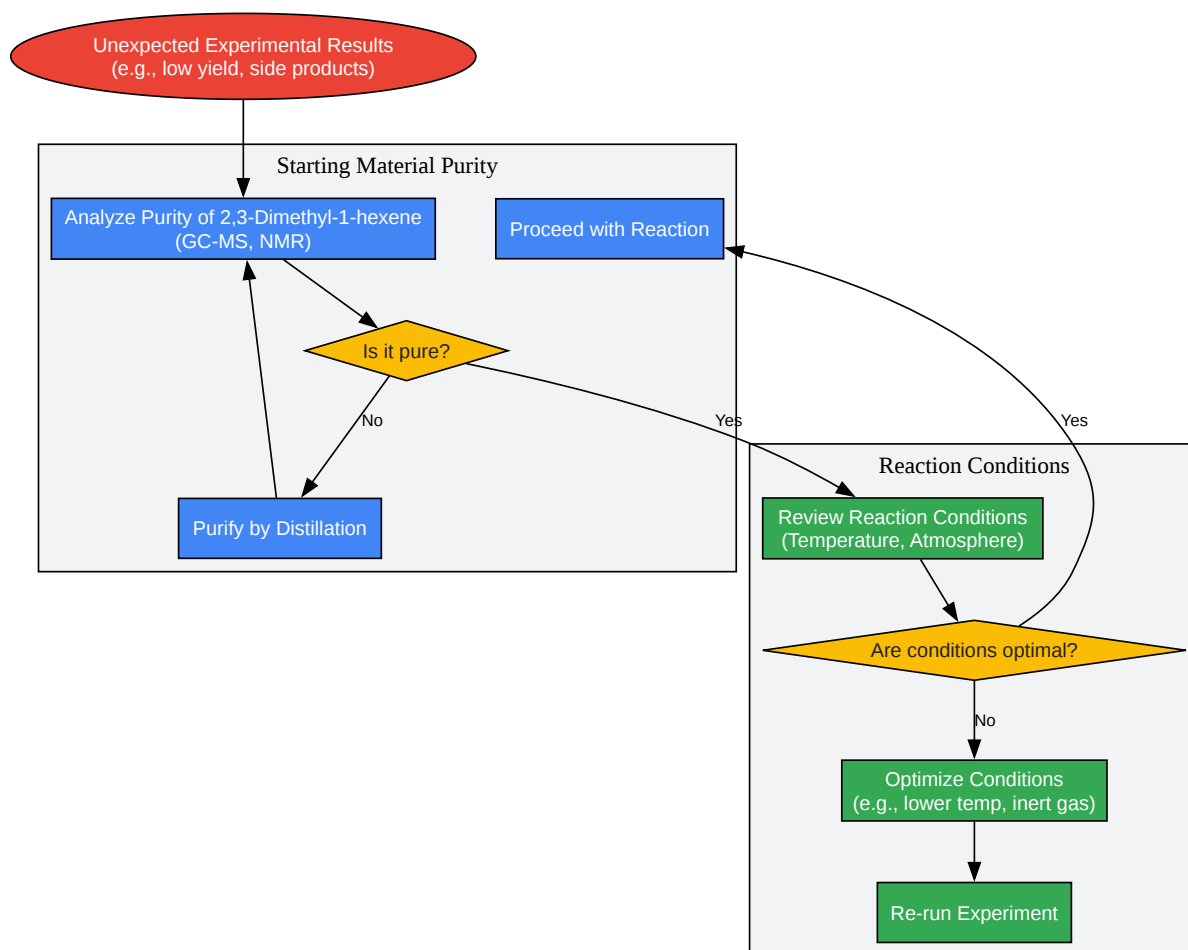 Unexpected Experimental Results
(e.g., low yield, side products)
Starting Material Purity
Analyze Purity of 2,3-Dimethyl-1-hexene
(GC-MS, NMR)
Proceed with Reaction
Is it pure?
No
Yes
Yes
Purify by Distillation
Reaction Conditions
Review Reaction Conditions
(Temperature, Atmosphere)
Are conditions optimal?
No
Optimize Conditions
(e.g., lower temp, inert gas)
Re-run Experiment